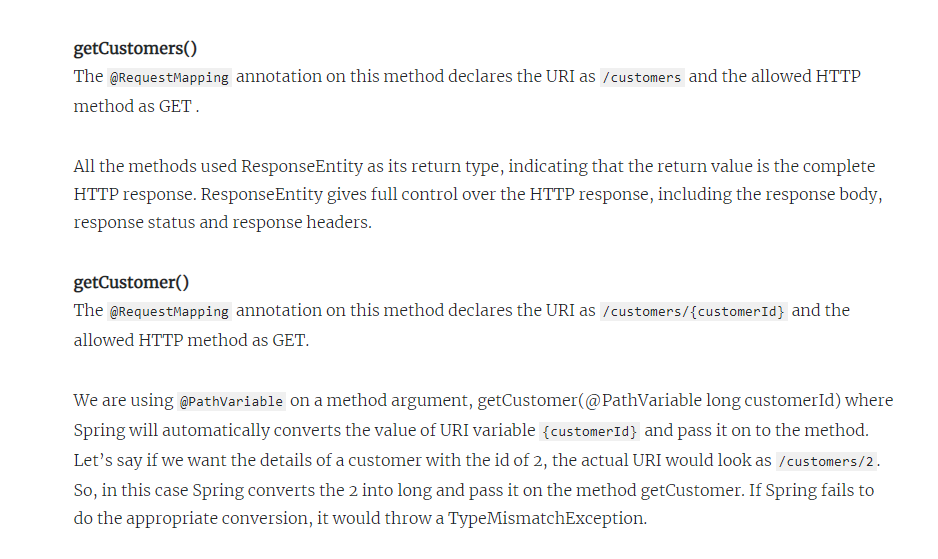 getCustomers()
The @RequestMapping annotation on this method declares the URI as /customers and the allowed HTTP
method as GET .
All the methods used ResponseEntity as its return type, indicating that the return value is the complete
HTTP response. ResponseEntity gives full control over the HTTP response, including the response body,
response status and response headers.
getCustomer()
The @RequestMapping annotation on this method declares the URI as /customers/{customerId} and the
allowed HTTP method as GET.
We are using @PathVariable on a method argument, getCustomer(@PathVariable long customerId) where
Spring will automatically converts the value of URI variable {customerId} and pass it on to the method.
Let’s say if we want the details of a customer with the id of 2, the actual URI would look as /customers/2.
So, in this case Spring converts the 2 into long and pass it on the method getCustomer. If Spring fails to
do the appropriate conversion, it would throw a TypeMismatchException.